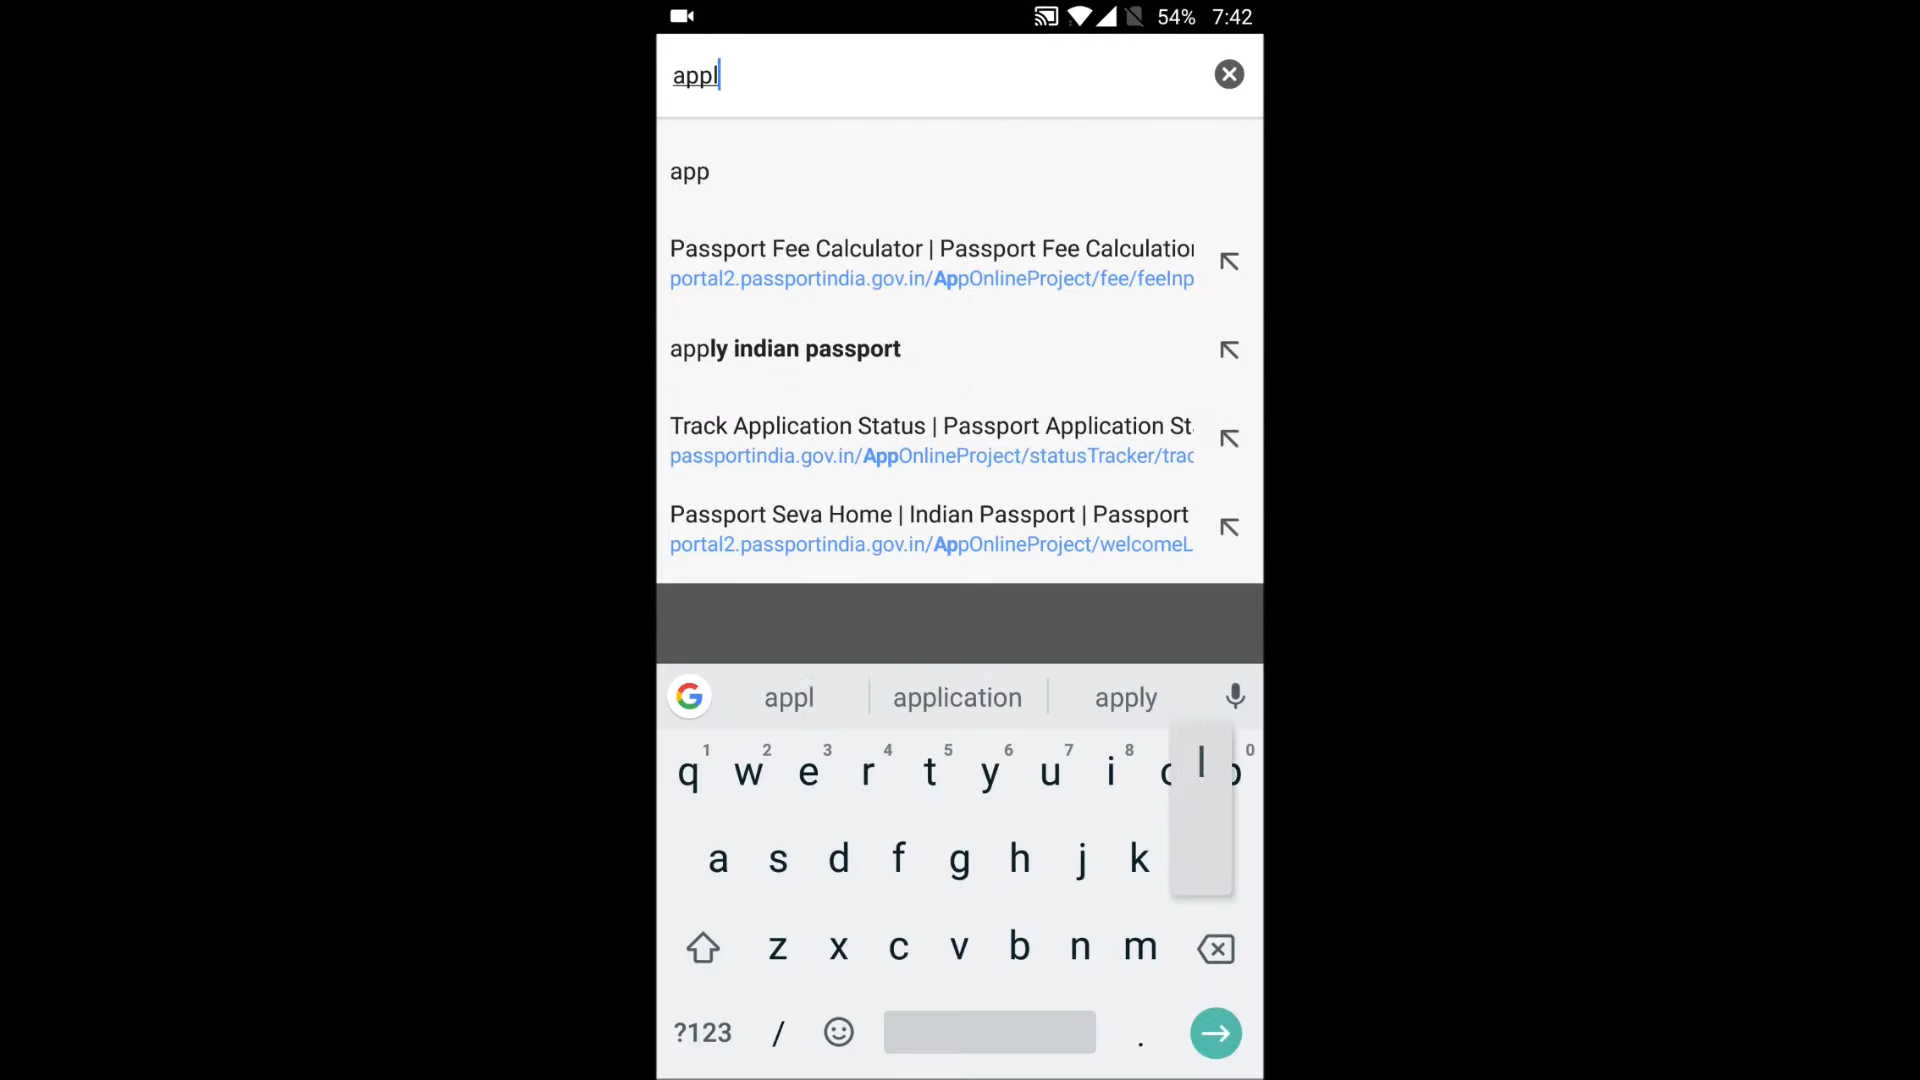 54% 7:42
appl
app
Passport Fee Calculator | Passport Fee Calculation
portal2.passportindia.gov.in/AppOnlineProject/fee/feeInp
apply indian passport
Track Application Status | Passport Application St
passportindia.gov.in/AppOnlineProject/statusTracker/trac
Passport Seva Home | Indian Passport | Passport
portal2.passportindia.gov.in/AppOnlineProject/welcomeL
appl application apply
1 2 3 4 5 6 7 8 0
q w e r t y u i o l p
a s d f g h j k
z x c v b n m
?123 / .